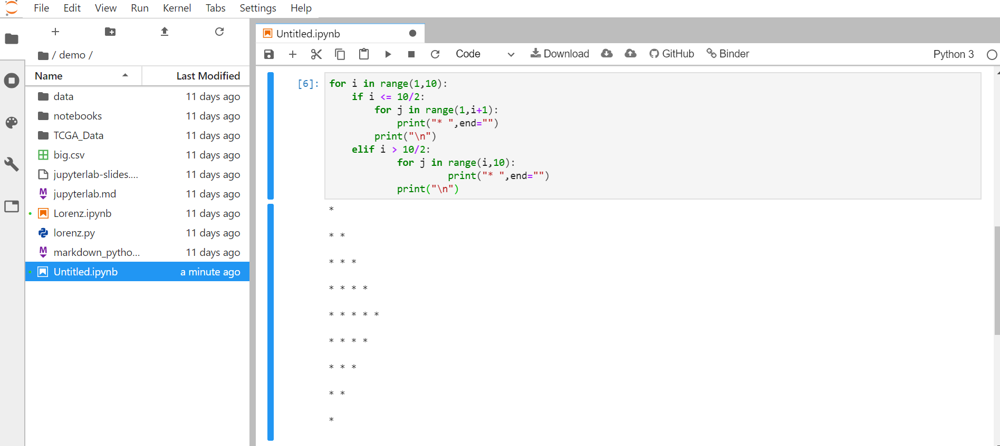 File Edit View Run Kernel Tabs Settings Help
/ demo /
Name Last Modified
data 11 days ago
notebooks 11 days ago
TCGA_Data 11 days ago
big.csv 11 days ago
jupyterlab-slides.... 11 days ago
jupyterlab.md 11 days ago
Lorenz.ipynb 11 days ago
lorenz.py 11 days ago
markdown_pytho... 11 days ago
Untitled.ipynb a minute ago
Untitled.ipynb
Code Download GitHub Binder Python 3
[6]: for i in range(1,10):
    if i <= 10/2:
        for j in range(1,i+1):
            print("* ",end="")
        print("\n")
    elif i > 10/2:
            for j in range(i,10):
                     print("* ",end="")
            print("\n")
*
* *
* * *
* * * *
* * * * *
* * * *
* * *
* *
*